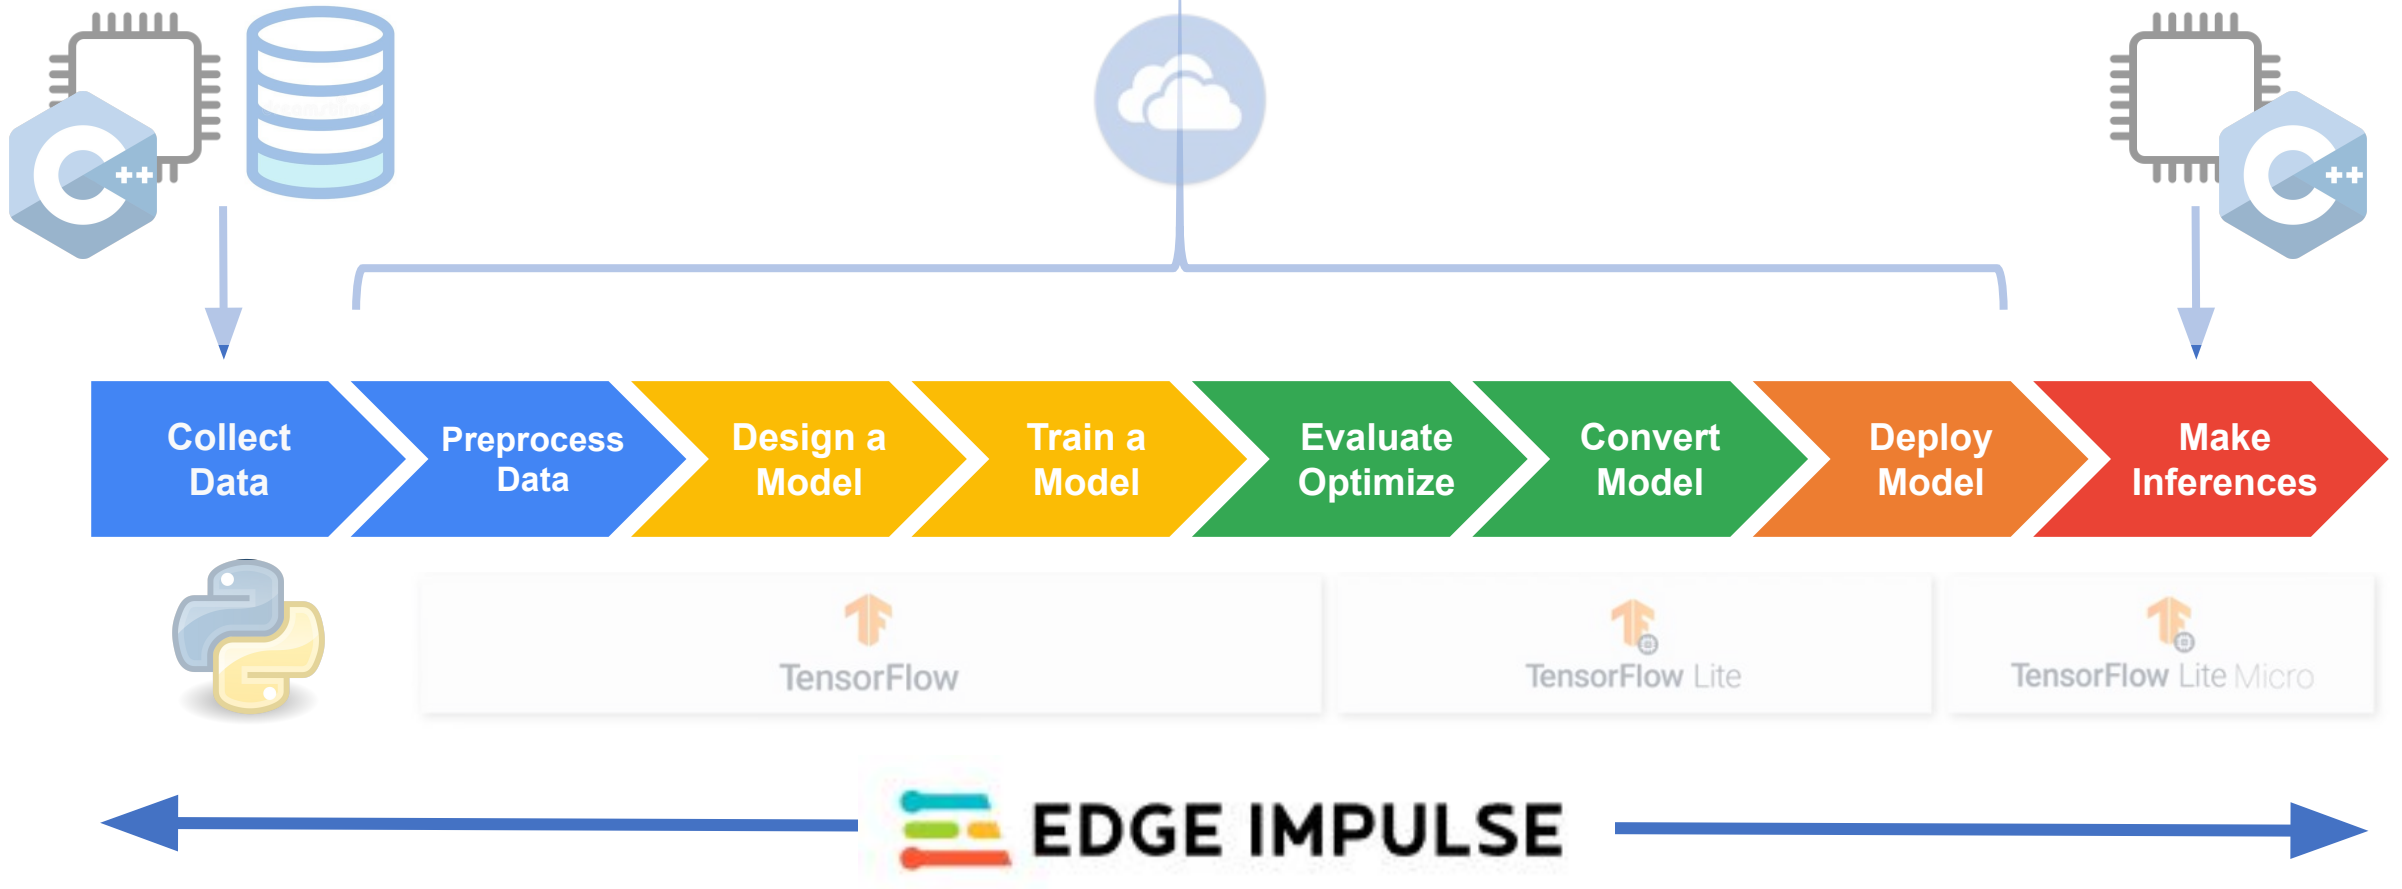 C++
C++
Collect
Data
Preprocess
Data
Design a
Model
Train a
Model
Evaluate
Optimize
Convert
Model
Deploy
Model
Make
Inferences
TensorFlow
TensorFlow Lite
TensorFlow Lite Micro
EDGE IMPULSE